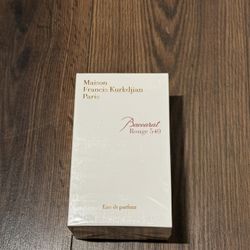 Maison
Francis Kurkdjian
Paris
Baccarat
Rouge 540
Eau de parfum